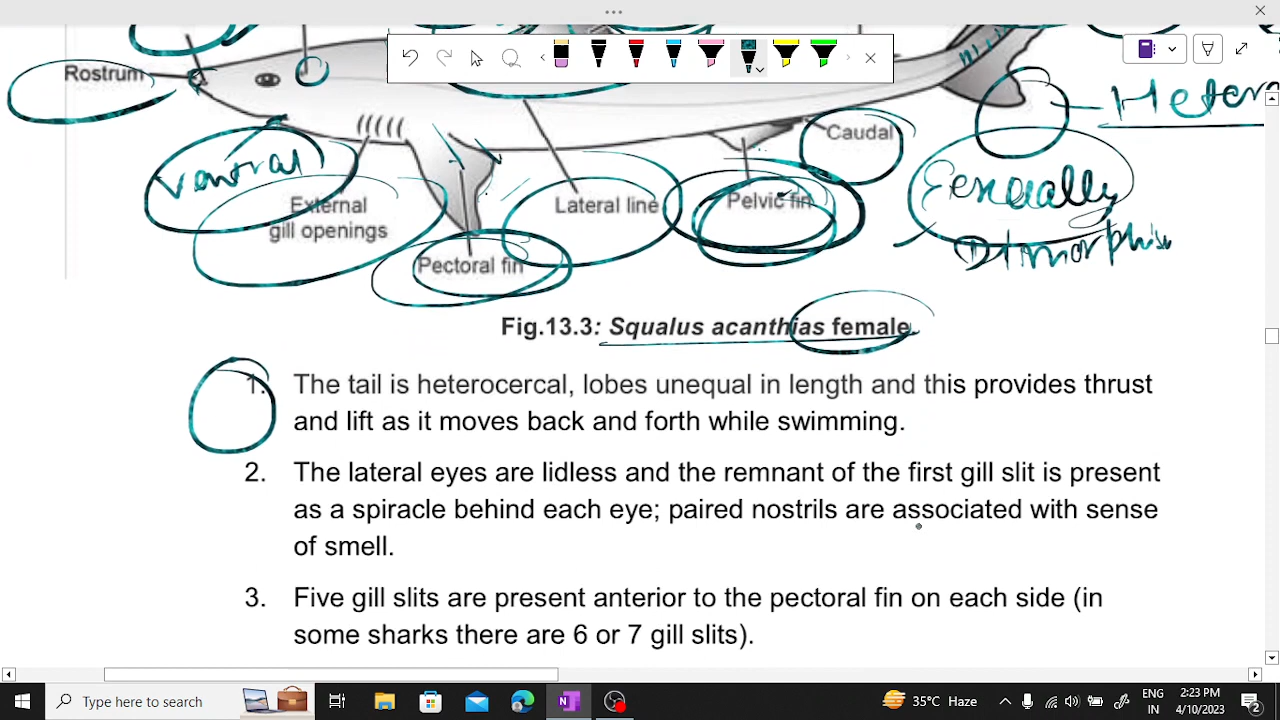 Rostrum
Heter
Caudal
ventral
External
gill openings
Lateral line
Pelvic fin
Sexually
Dimorphis
Pectoral fin
Fig.13.3: Squalus acanthias female.
1. The tail is heterocercal, lobes unequal in length and this provides thrust
and lift as it moves back and forth while swimming.
2. The lateral eyes are lidless and the remnant of the first gill slit is present
as a spiracle behind each eye; paired nostrils are associated with sense
of smell.
3. Five gill slits are present anterior to the pectoral fin on each side (in
some sharks there are 6 or 7 gill slits).
Type here to search
35°C Haze
ENG
IN
2:23 PM
4/10/2023
2